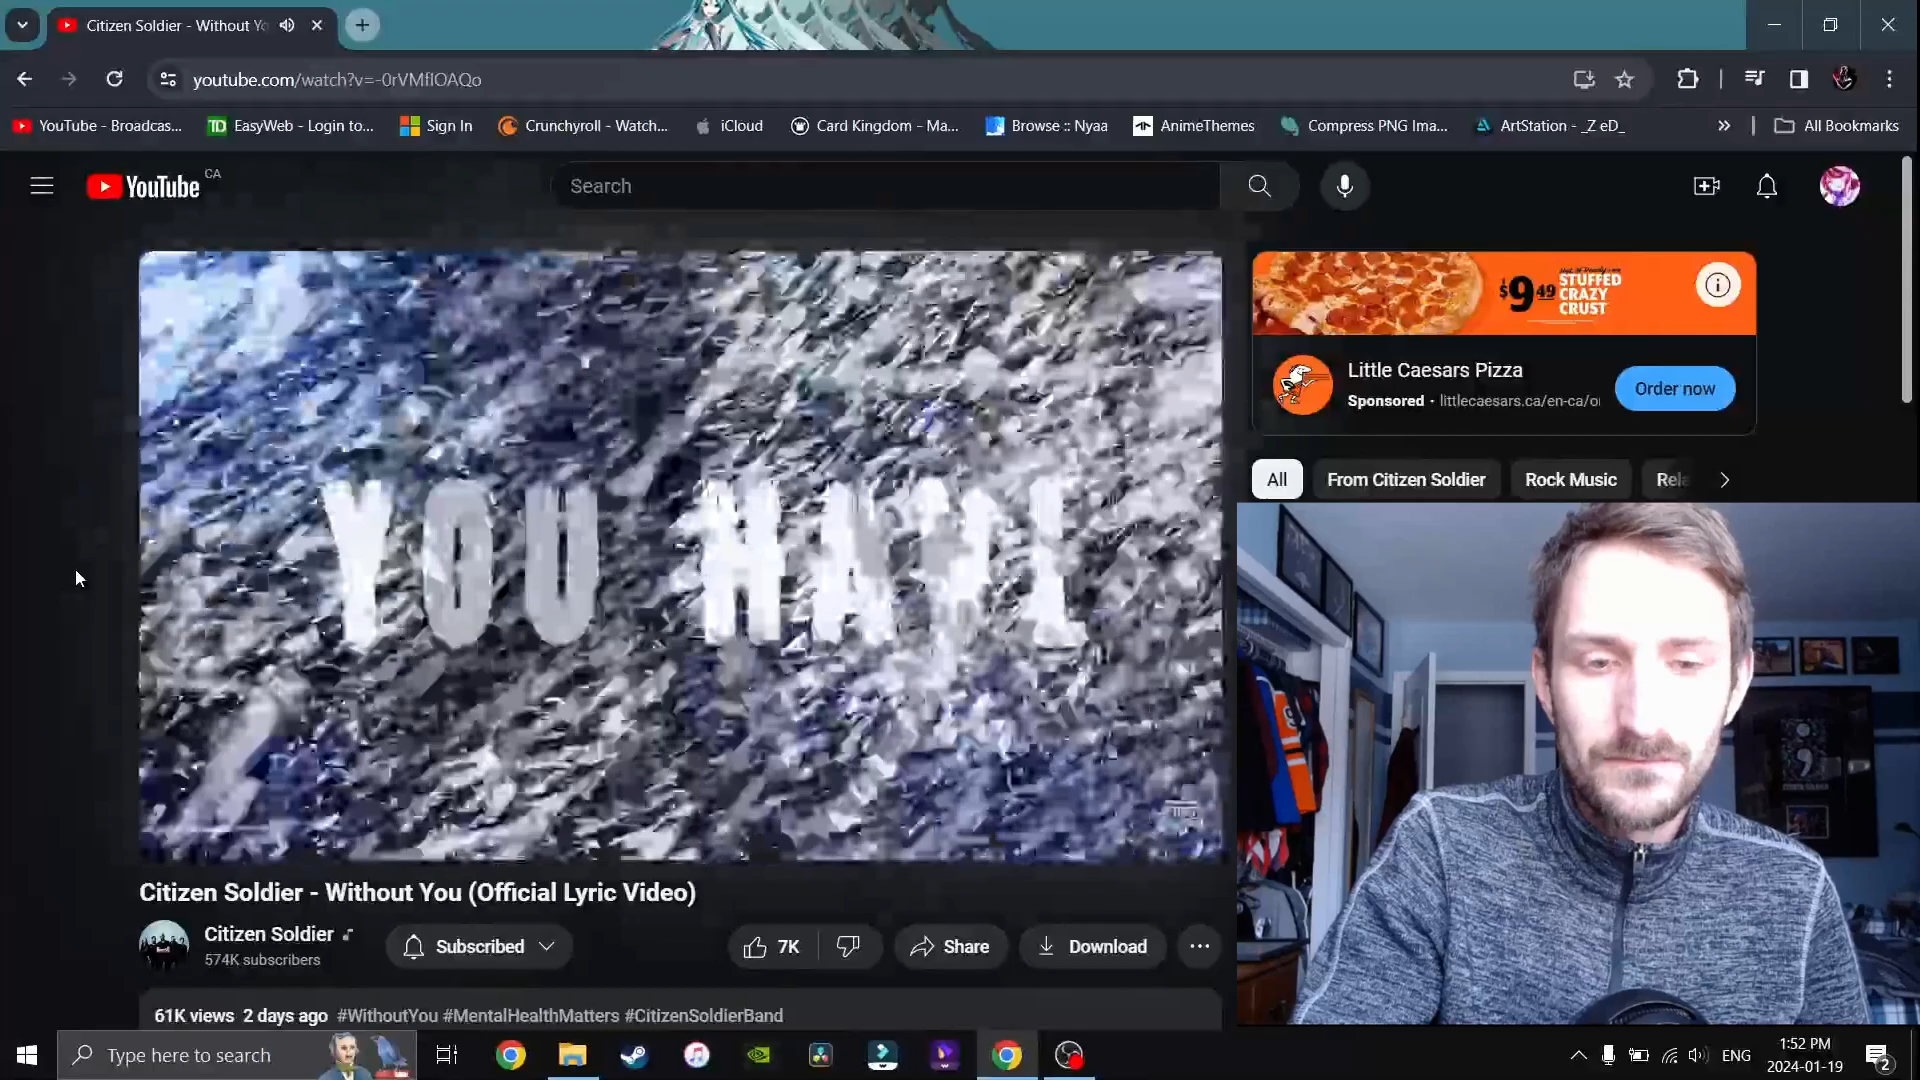 Citizen Soldier - Without Yo
youtube.com/watch?v=-0rVMflOAQo
YouTube - Broadcas...
EasyWeb - Login to...
Sign In
Crunchyroll - Watch...
iCloud
Card Kingdom - Ma...
Browse :: Nyaa
AnimeThemes
Compress PNG Ima...
ArtStation - _Z eD_
All Bookmarks
YouTube CA
Search
$9.49 STUFFED
CRAZY
CRUST
Little Caesars Pizza
Sponsored · littlecaesars.ca/en-ca/o
Order now
All
From Citizen Soldier
Rock Music
Rela
YOU
Citizen Soldier - Without You (Official Lyric Video)
Citizen Soldier
574K subscribers
Subscribed
7K
Share
Download
61K views 2 days ago #WithoutYou #MentalHealthMatters #CitizenSoldierBand
Type here to search
ENG
1:52 PM
2024-01-19
2